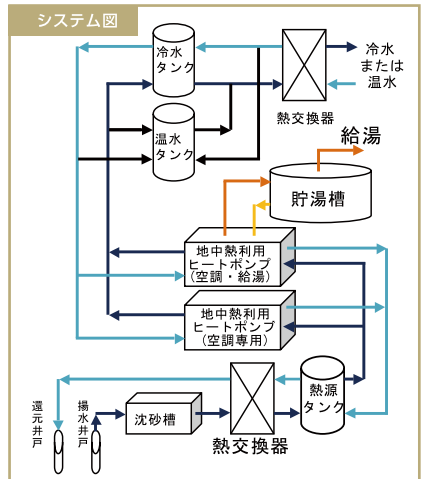 システム図
冷水
タンク
冷水
または
温水
熱交換器
温水
タンク
給湯
貯湯槽
地中熱利用
ヒートポンプ
(空調・給湯)
地中熱利用
ヒートポンプ
(空調専用)
熱源
タンク
還元井戸
揚水井戸
沈砂槽
熱交換器